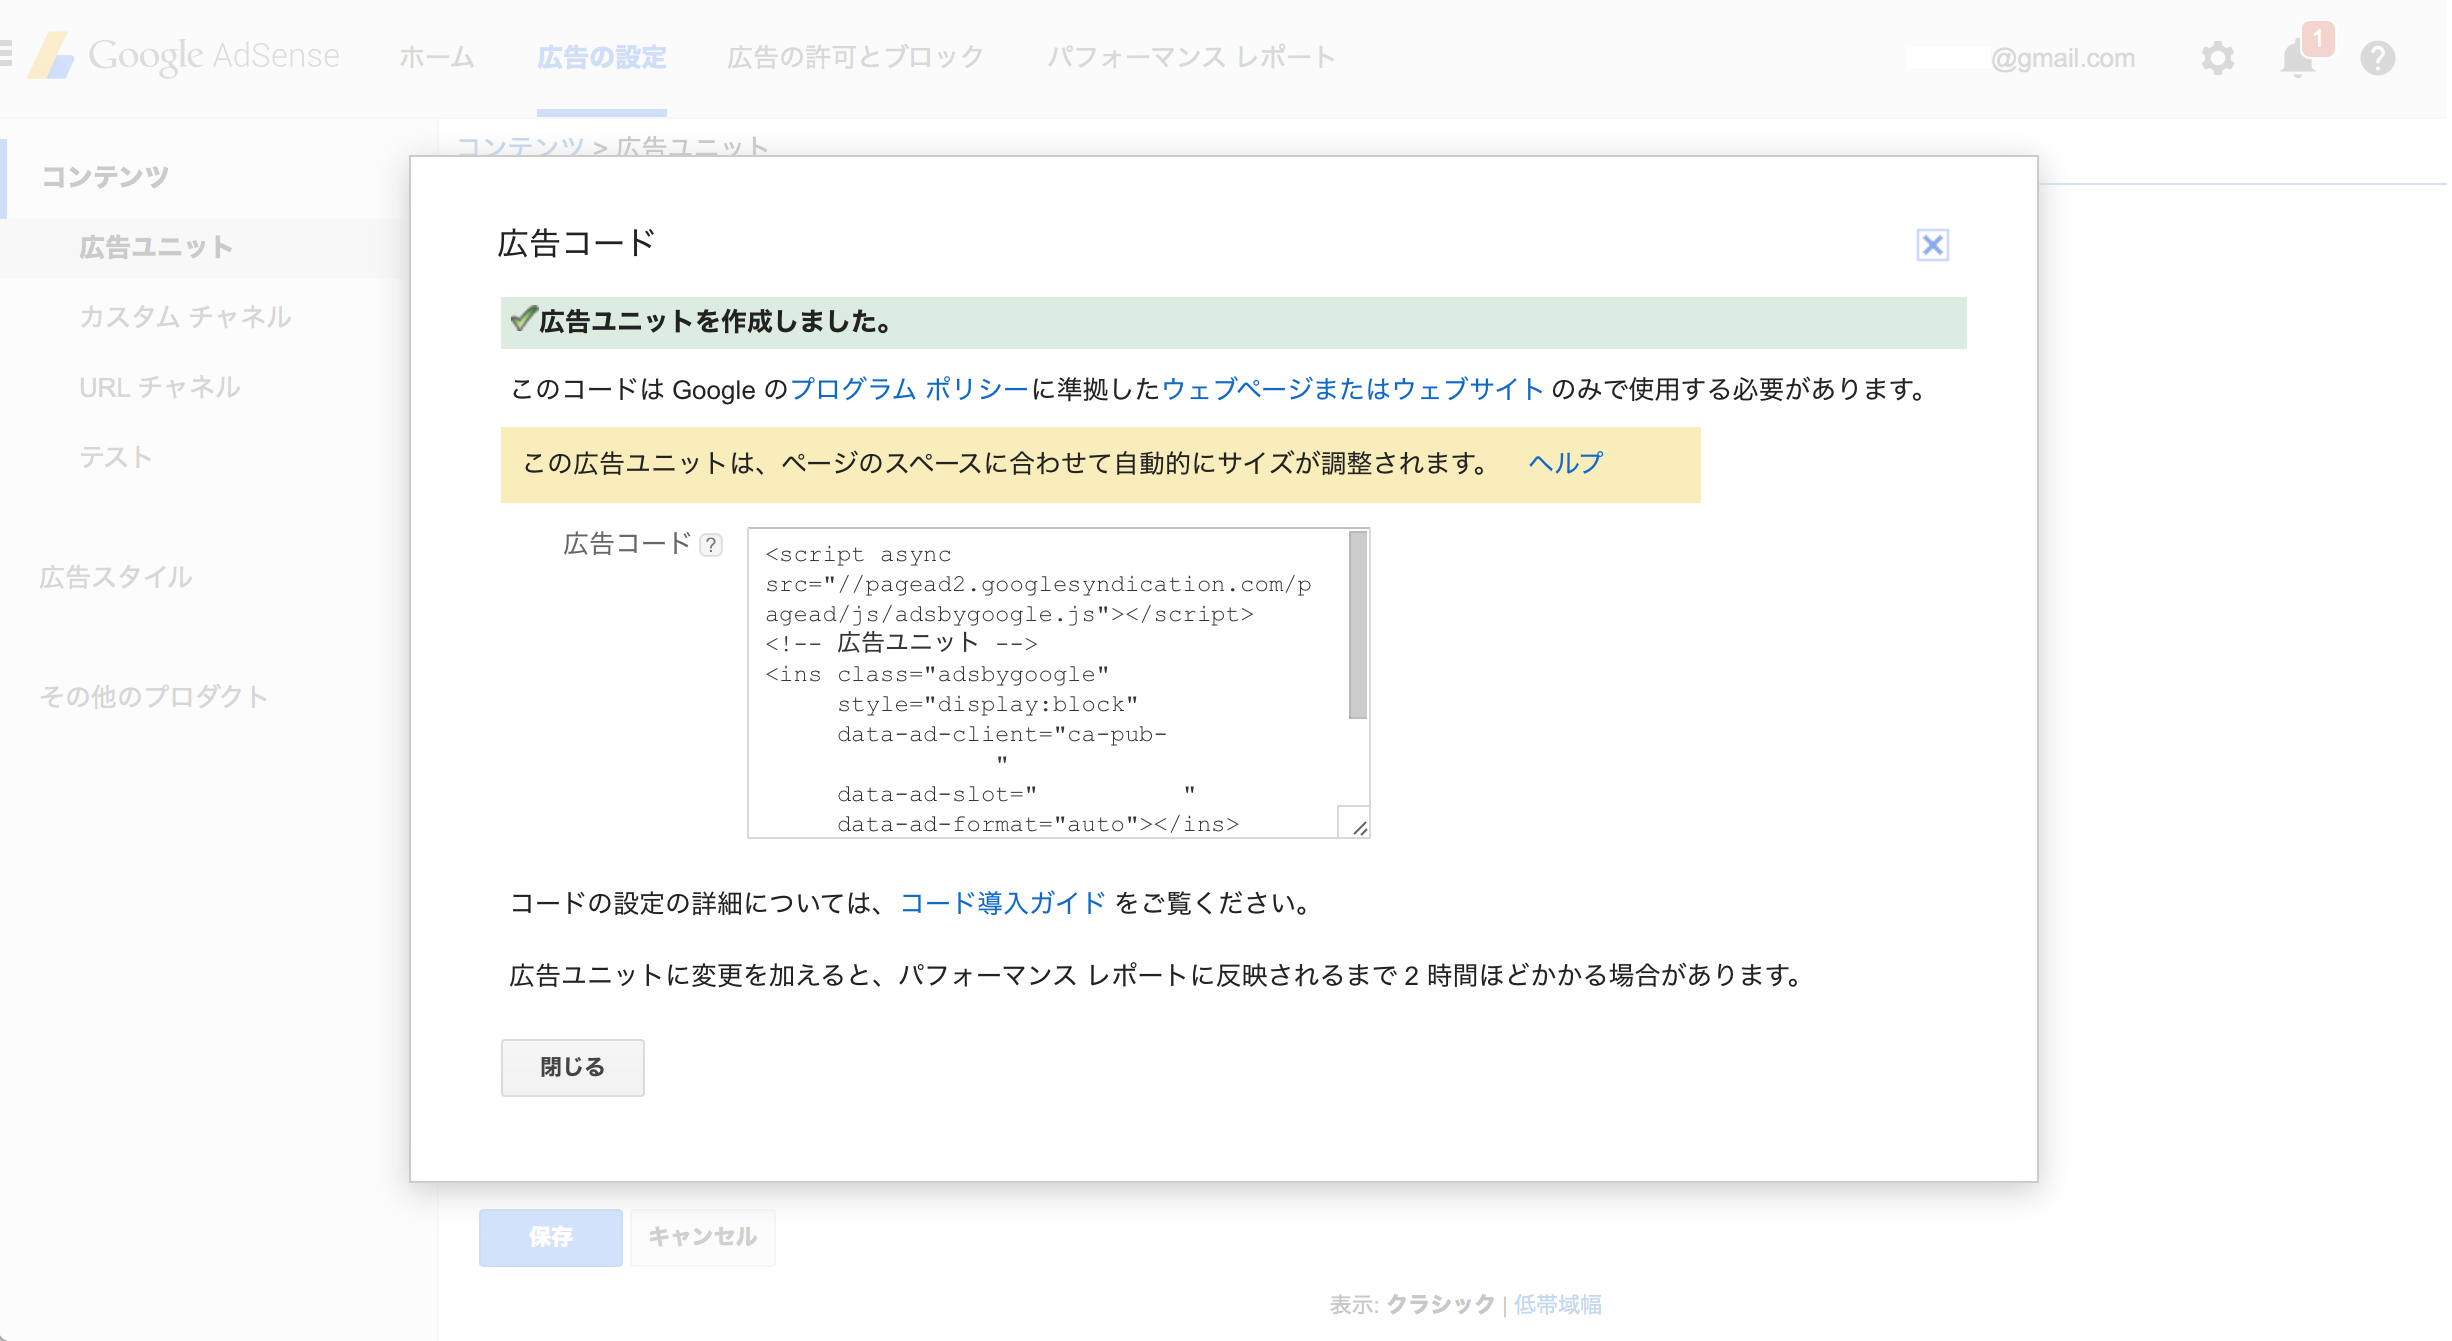 Google AdSense ホーム 広告の設定 広告の許可とブロック パフォーマンス レポート @gmail.com 1 ?
コンテンツ > 広告ユニット
コンテンツ
広告ユニット
カスタム チャネル
URL チャネル
テスト
広告スタイル
その他のプロダクト
広告コード
広告ユニットを作成しました。
このコードは Google のプログラム ポリシーに準拠したウェブページまたはウェブサイト のみで使用する必要があります。
この広告ユニットは、ページのスペースに合わせて自動的にサイズが調整されます。 ヘルプ
広告コード ?
<script async
src="//pagead2.googlesyndication.com/p
agead/js/adsbygoogle.js"></script>
<!-- 広告ユニット -->
<ins class="adsbygoogle"
style="display:block"
data-ad-client="ca-pub-
"
data-ad-slot=" "
data-ad-format="auto"></ins>
コードの設定の詳細については、コード導入ガイド をご覧ください。
広告ユニットに変更を加えると、パフォーマンス レポートに反映されるまで 2 時間ほどかかる場合があります。
閉じる
保存 キャンセル
表示: クラシック | 低帯域幅